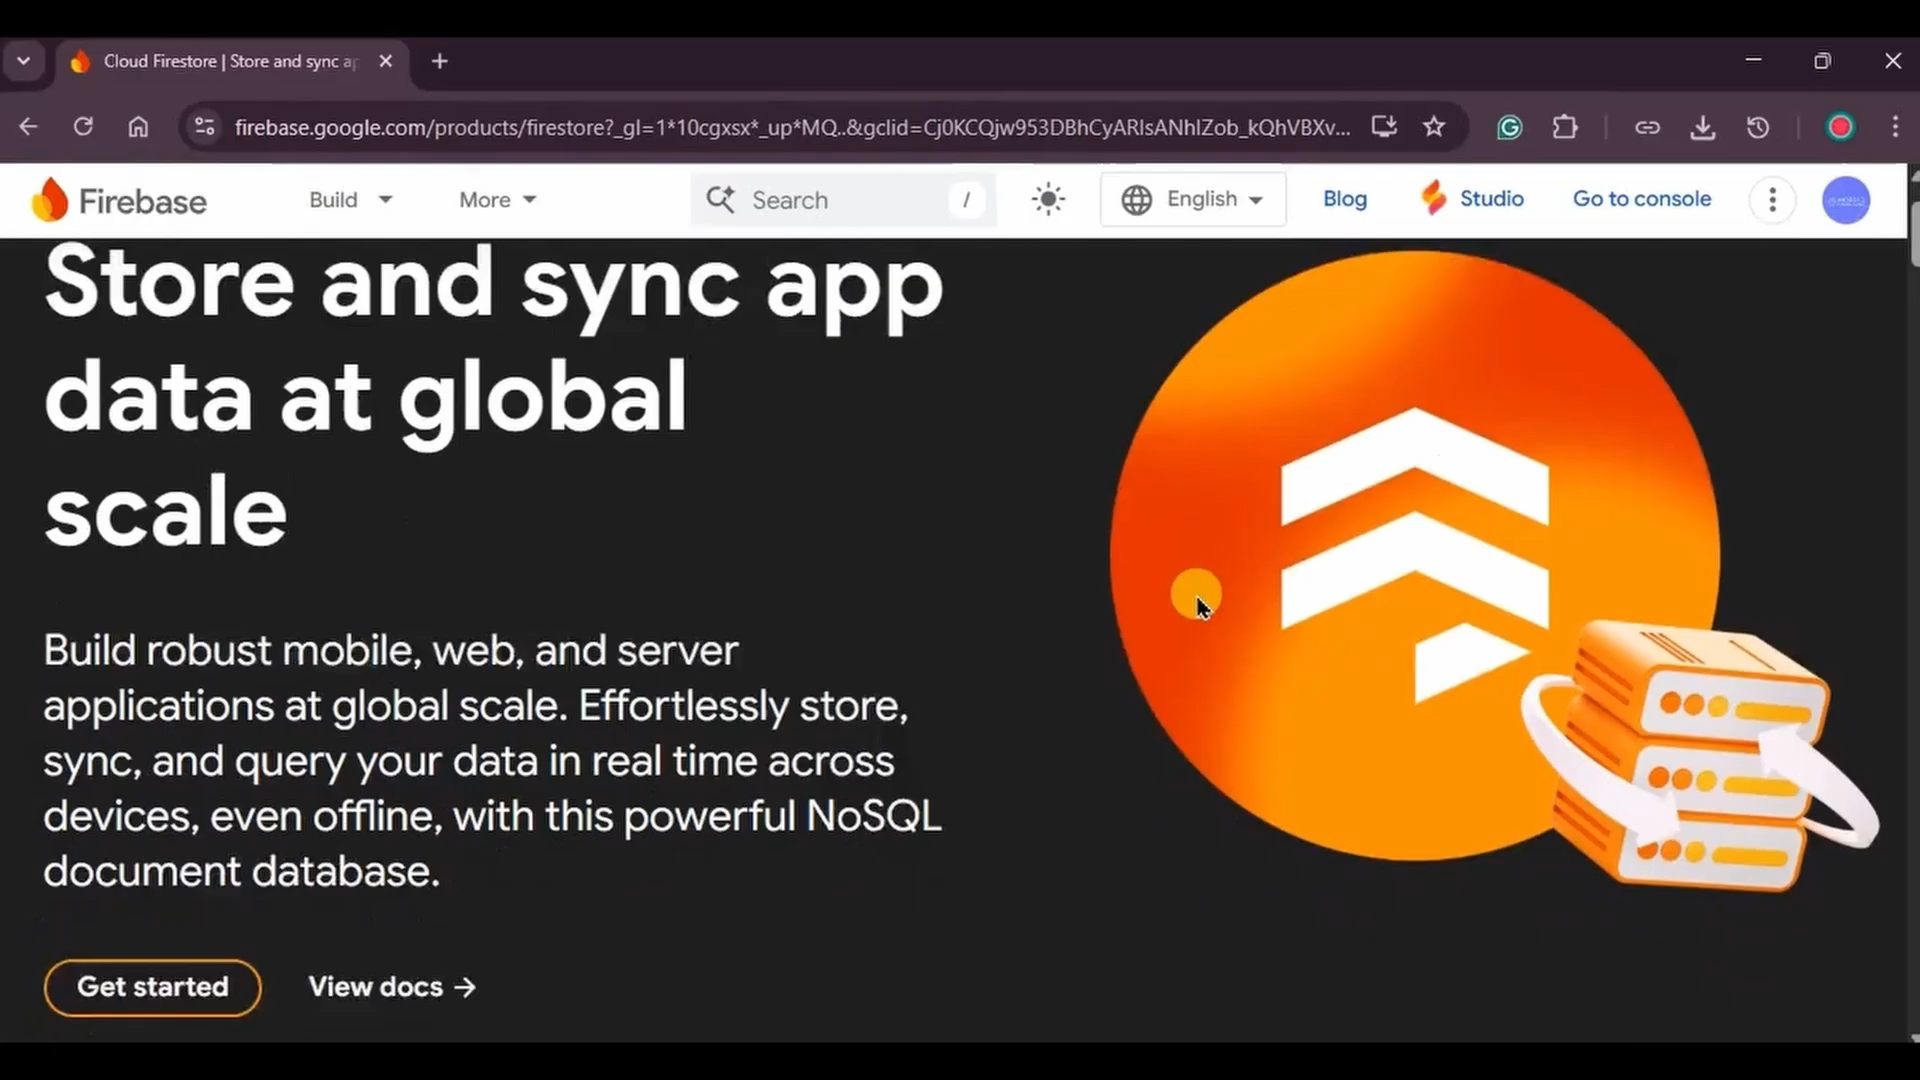 Cloud Firestore | Store and sync ap
firebase.google.com/products/firestore?_gl=1*10cgxsx*_up*MQ..&gclid=Cj0KCQjw953DBhCyARIsANhIZob_kQhVBXv...
Firebase
Build
More
Search
/
English
Blog
Studio
Go to console
Store and sync app
data at global
scale
Build robust mobile, web, and server
applications at global scale. Effortlessly store,
sync, and query your data in real time across
devices, even offline, with this powerful NoSQL
document database.
Get started
View docs →